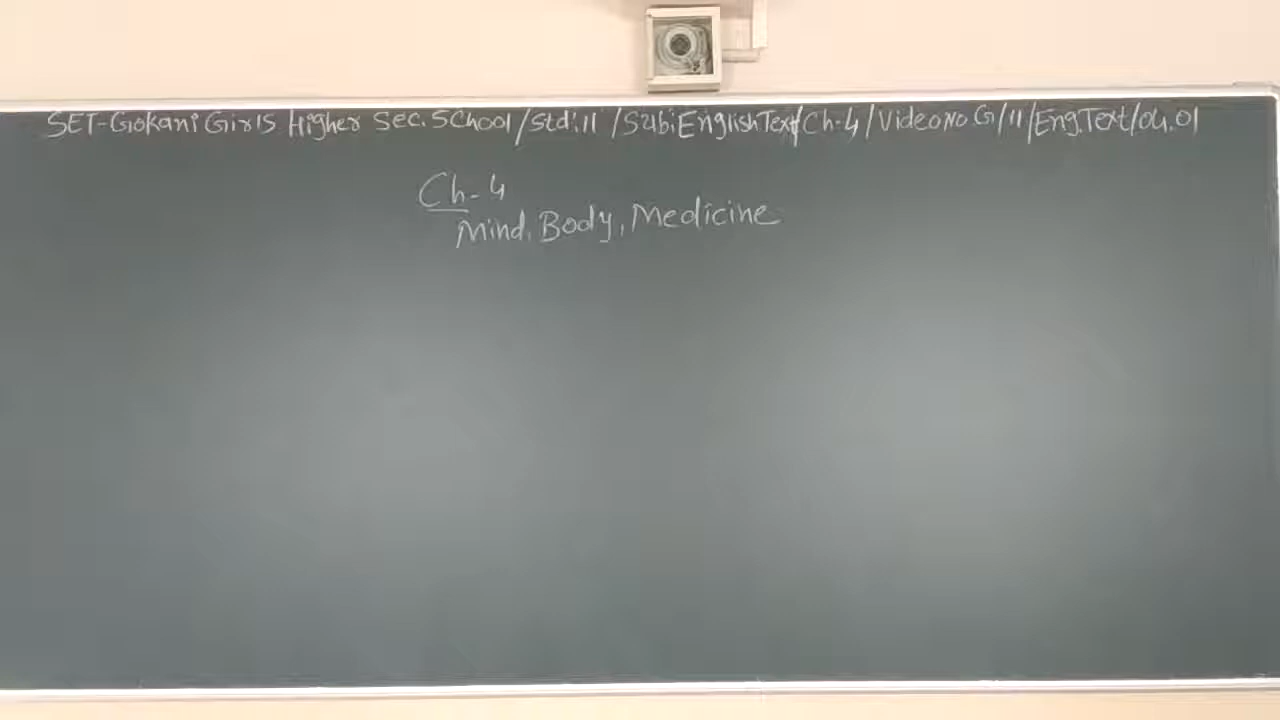 SET-Gokani Girls Higher Sec. School/Std:11/Sub:English Text/Ch-4/Video No G/11/Eng.Text/04.01
Ch-4
Mind, Body, Medicine